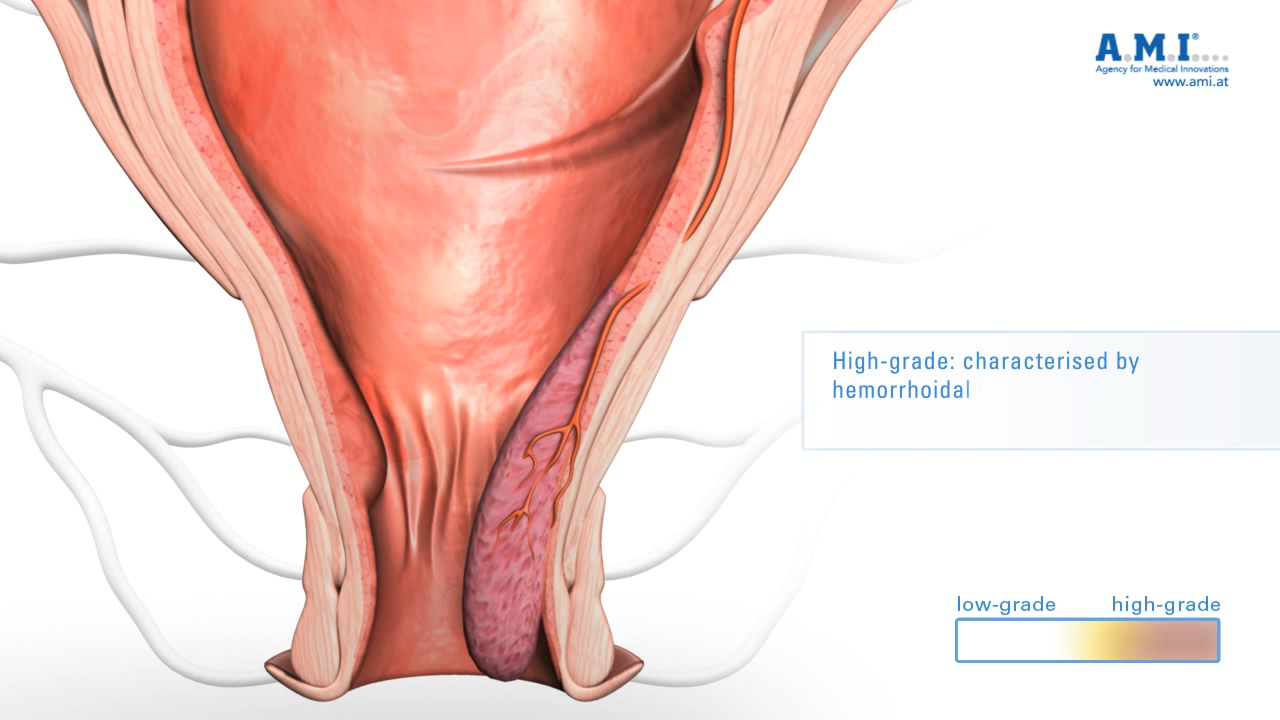 A.M.I.®
Agency for Medical Innovations
www.ami.at
High-grade: characterised by
hemorrhoidal
low-grade high-grade